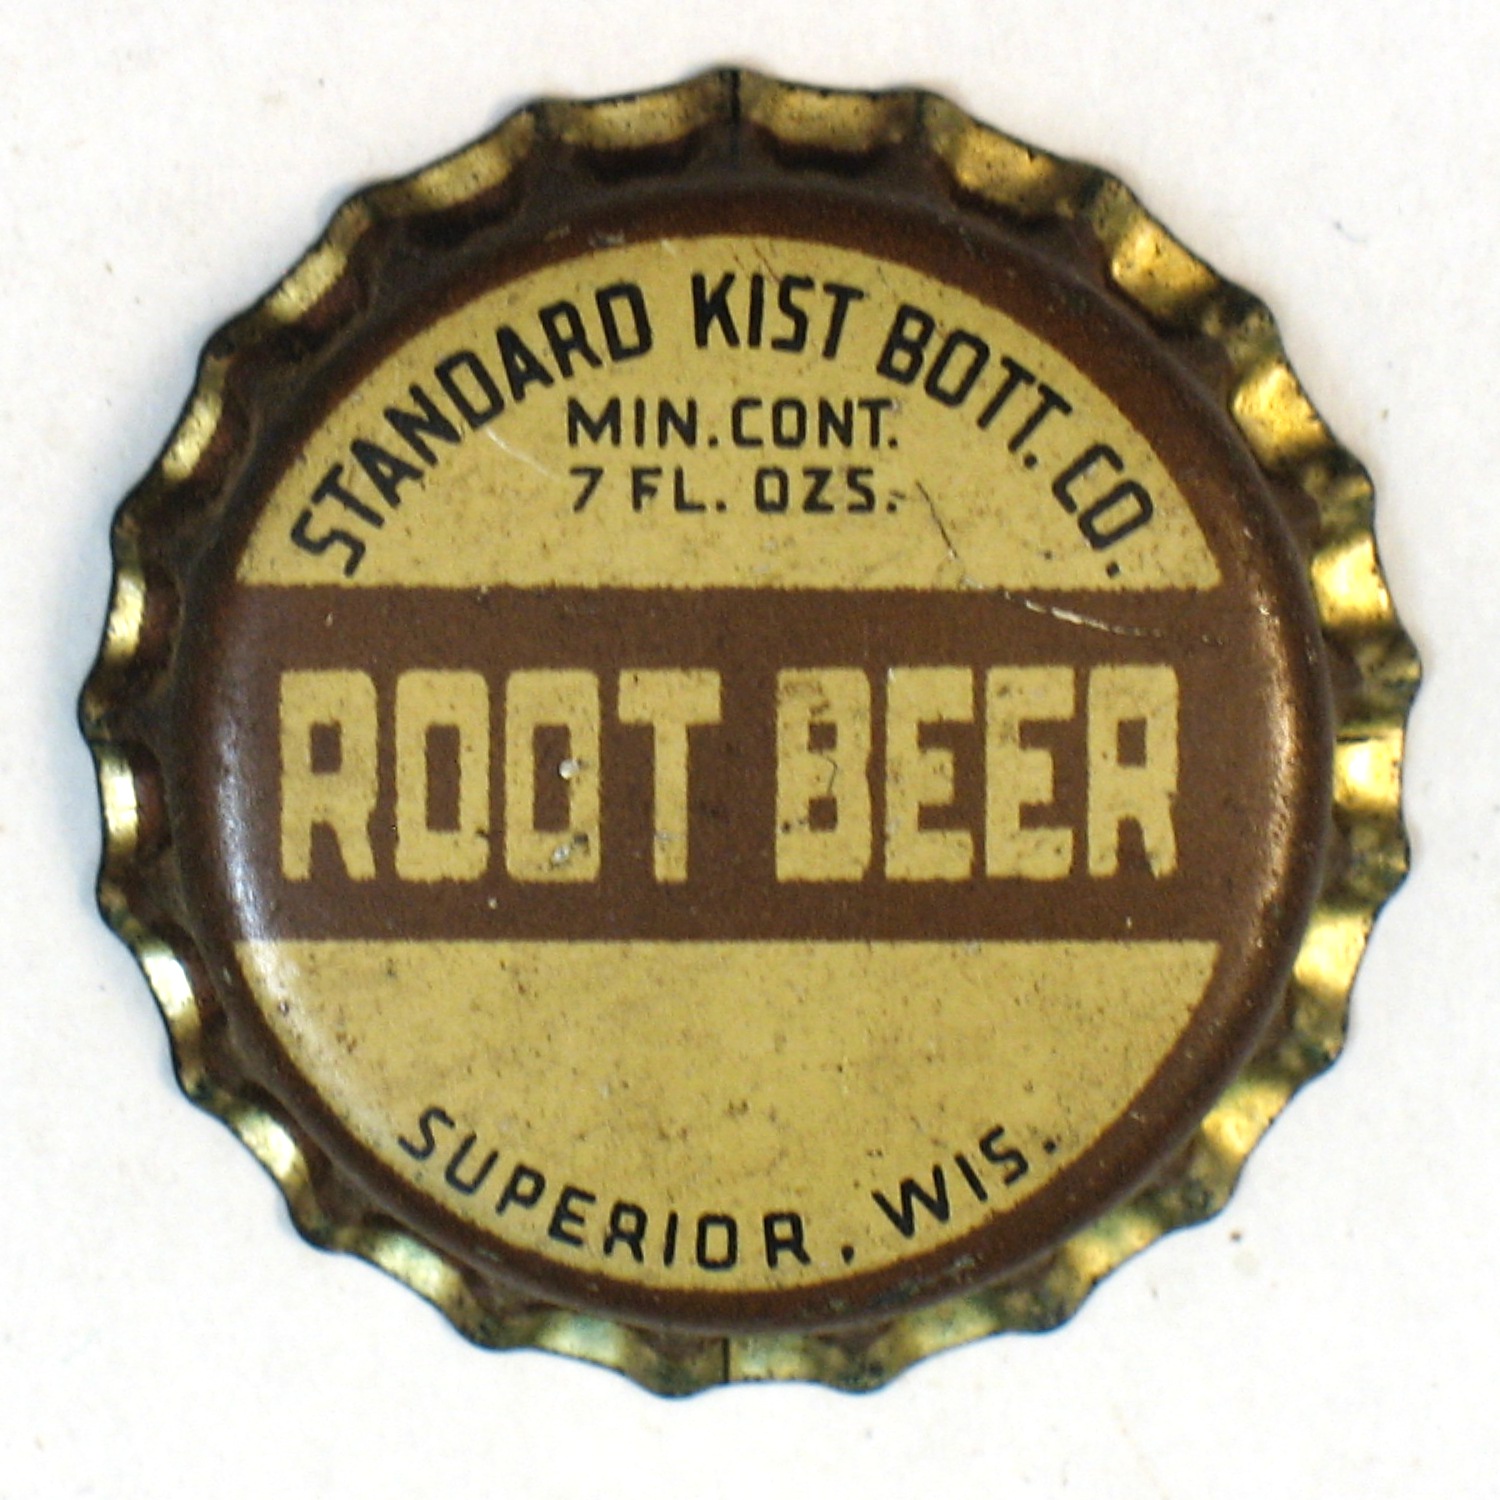 STANDARD KIST BOTT. CO.
MIN. CONT.
7 FL. OZS.
ROOT BEER
SUPERIOR, WIS.